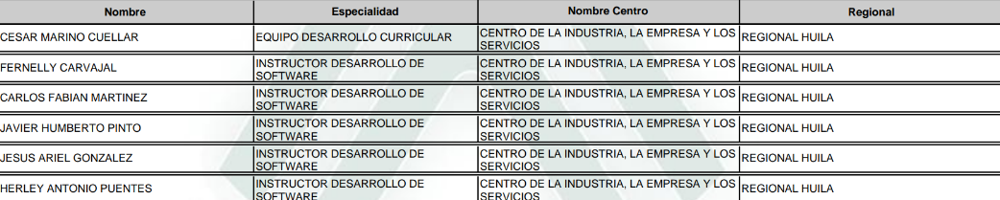 Nombre Especialidad Nombre Centro Regional
CESAR MARINO CUELLAR EQUIPO DESARROLLO CURRICULAR CENTRO DE LA INDUSTRIA, LA EMPRESA Y LOS REGIONAL HUILA
SERVICIOS
FERNELLY CARVAJAL INSTRUCTOR DESARROLLO DE CENTRO DE LA INDUSTRIA, LA EMPRESA Y LOS REGIONAL HUILA
SOFTWARE SERVICIOS
CARLOS FABIAN MARTINEZ INSTRUCTOR DESARROLLO DE CENTRO DE LA INDUSTRIA, LA EMPRESA Y LOS REGIONAL HUILA
SOFTWARE SERVICIOS
JAVIER HUMBERTO PINTO INSTRUCTOR DESARROLLO DE CENTRO DE LA INDUSTRIA, LA EMPRESA Y LOS REGIONAL HUILA
SOFTWARE SERVICIOS
JESUS ARIEL GONZALEZ INSTRUCTOR DESARROLLO DE CENTRO DE LA INDUSTRIA, LA EMPRESA Y LOS REGIONAL HUILA
SOFTWARE SERVICIOS
HERLEY ANTONIO PUENTES INSTRUCTOR DESARROLLO DE CENTRO DE LA INDUSTRIA, LA EMPRESA Y LOS REGIONAL HUILA
SOFTWARE SERVICIOS